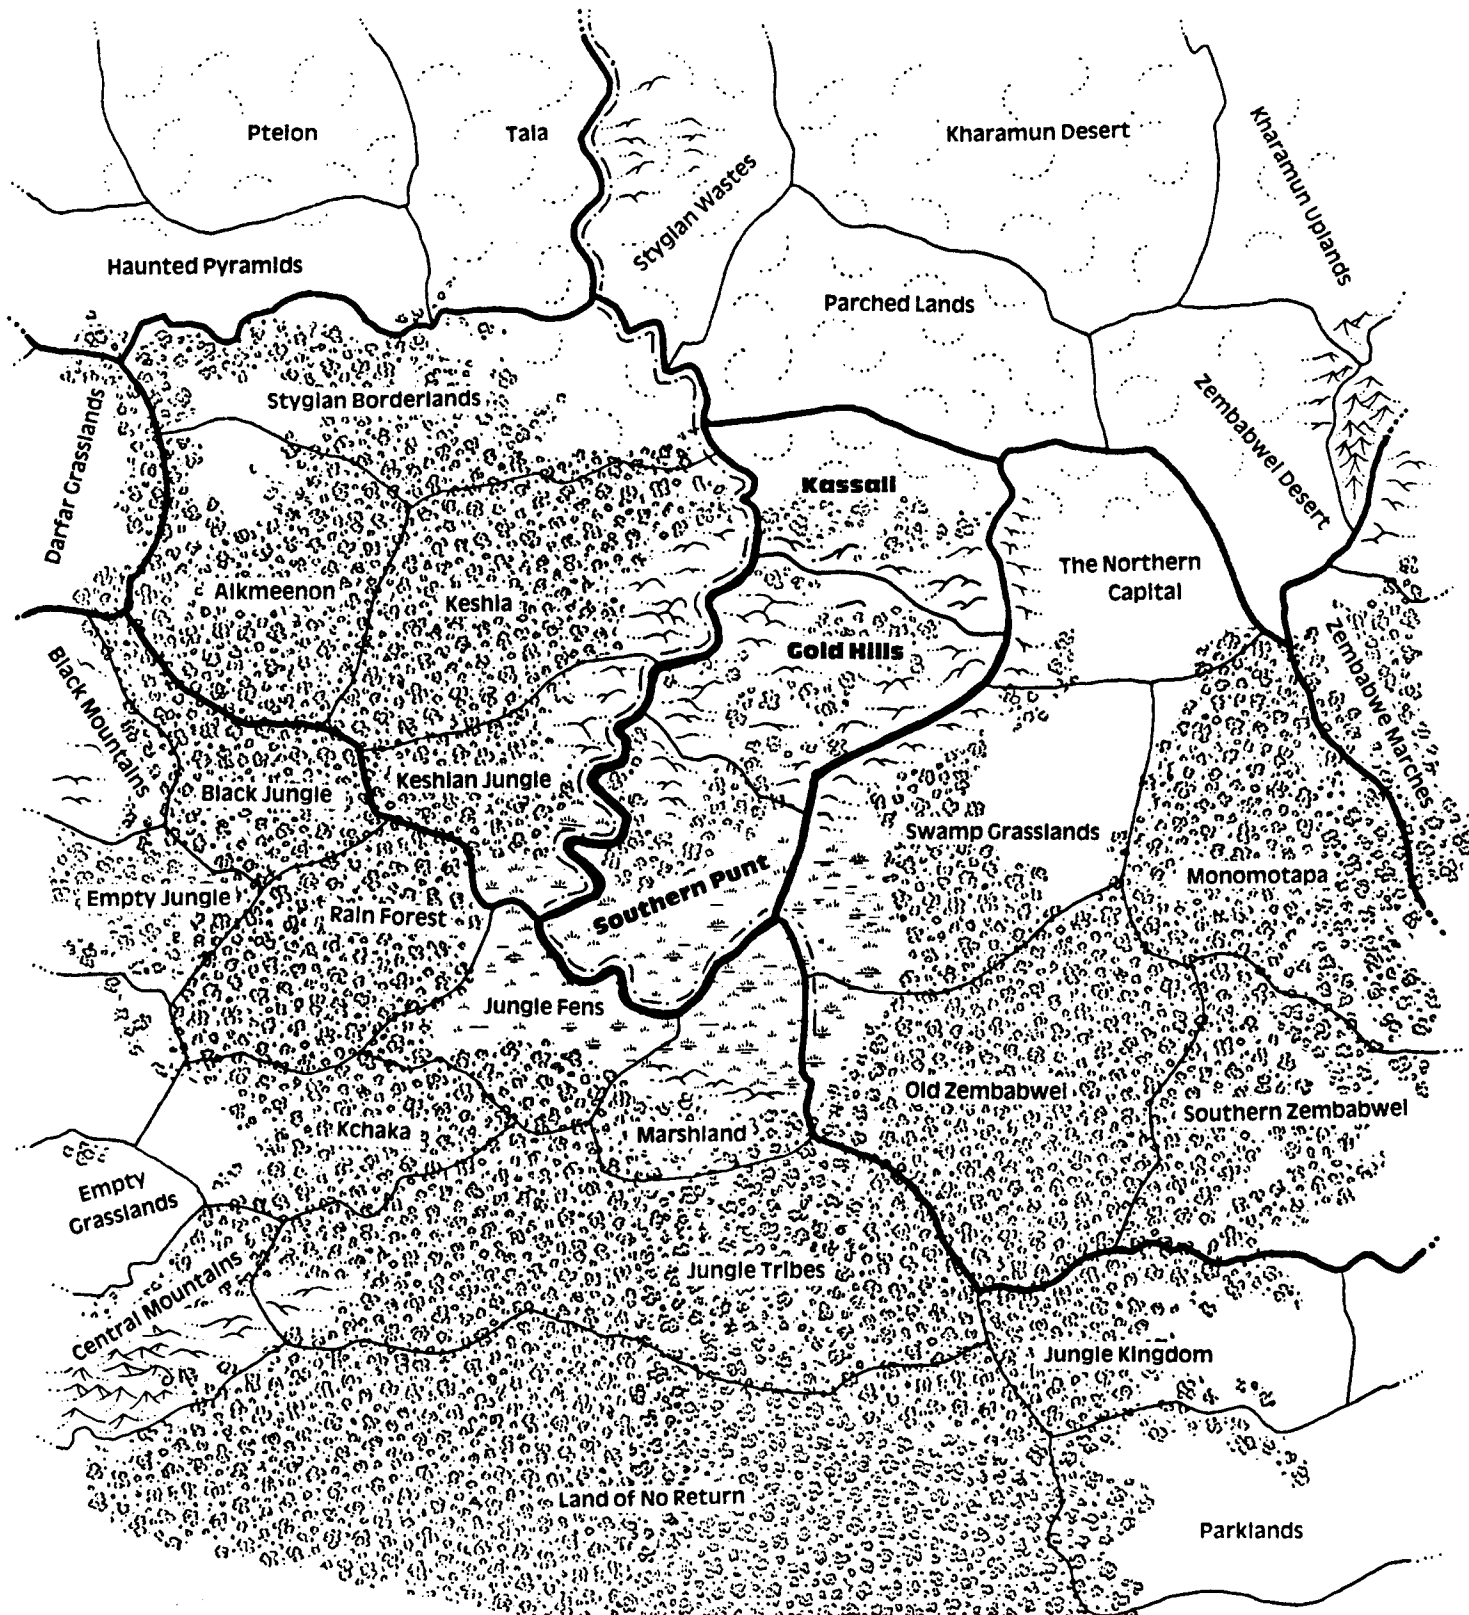 Pteion
Tala
Kharamun Desert
Kharamun Uplands
Stygian Wastes
Haunted Pyramids
Parched Lands
Stygian Borderlands
Darfar Grasslands
Zembabwei Desert
Kassali
The Northern
Capital
Alkmeenon
Keshia
Gold Hills
Black Mountains
Zembabwe Marches
Keshian Jungle
Black Jungle
Swamp Grasslands
Monomotapa
Empty Jungle
Rain Forest
Southern Punt
Jungle Fens
Old Zembabwei
Southern Zembabwei
Kchaka
Marshland
Empty
Grasslands
Jungle Tribes
Central Mountains
Jungle Kingdom
Land of No Return
Parklands